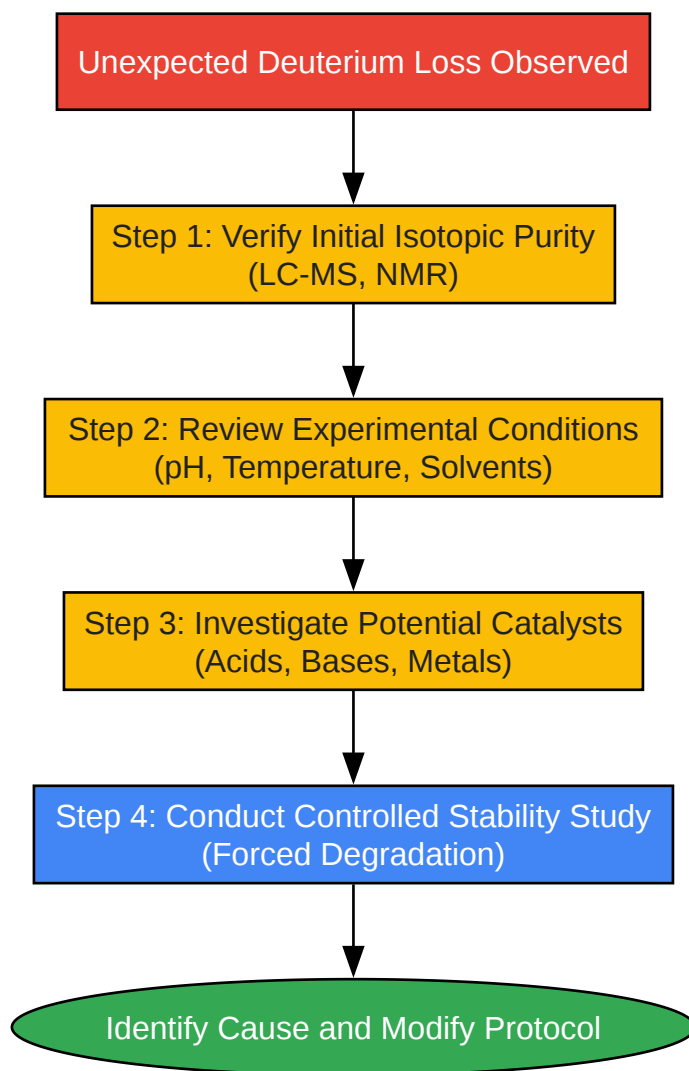 Unexpected Deuterium Loss Observed
Step 1: Verify Initial Isotopic Purity
(LC-MS, NMR)
Step 2: Review Experimental Conditions
(pH, Temperature, Solvents)
Step 3: Investigate Potential Catalysts
(Acids, Bases, Metals)
Step 4: Conduct Controlled Stability Study
(Forced Degradation)
Identify Cause and Modify Protocol